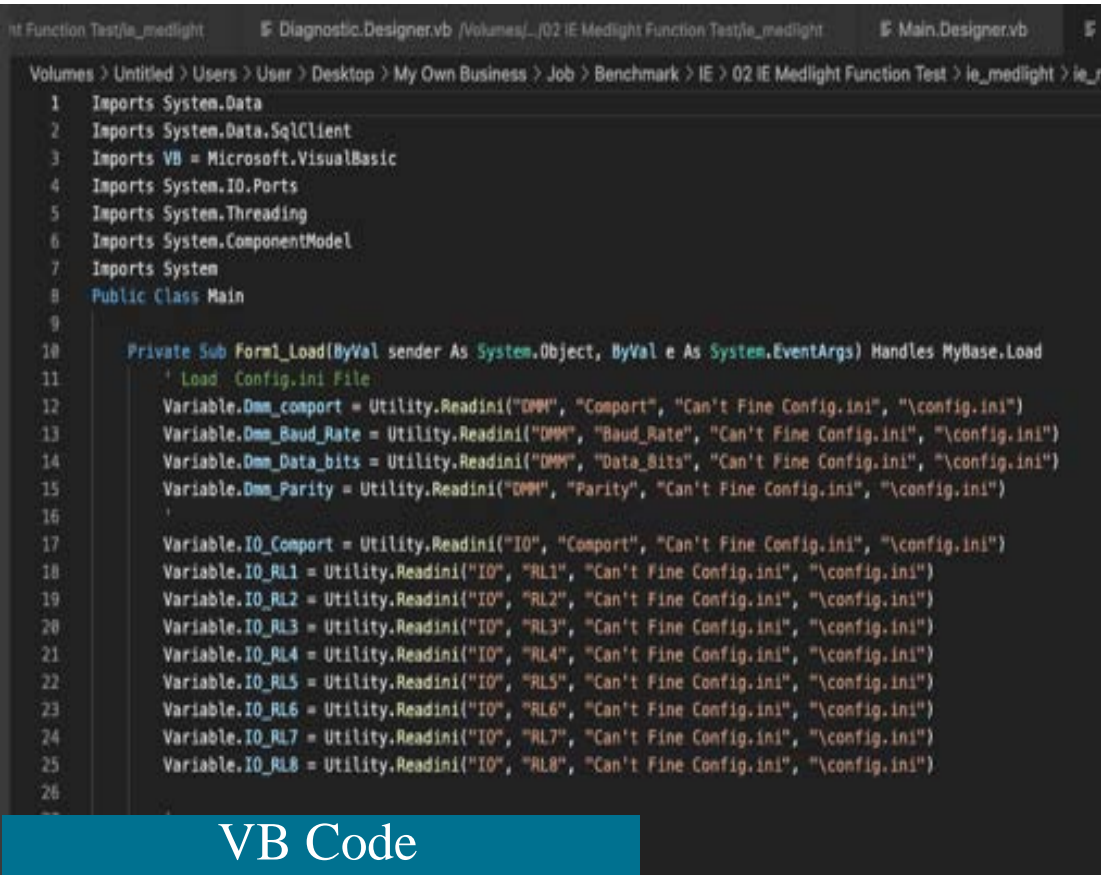 nt Function Test/ie_medlight Diagnostic.Designer.vb /Volumes/.../02 IE Medlight Function Test/ie_medlight Main.Designer.vb
Volumes > Untitled > Users > User > Desktop > My Own Business > Job > Benchmark > IE > 02 IE Medlight Function Test > ie_medlight >
1 Imports System.Data
2 Imports System.Data.SqlClient
3 Imports VB = Microsoft.VisualBasic
4 Imports System.IO.Ports
5 Imports System.Threading
6 Imports System.ComponentModel
7 Imports System
8 Public Class Main
9
10 Private Sub Form1_Load(ByVal sender As System.Object, ByVal e As System.EventArgs) Handles MyBase.Load
11 ' Load Config.ini File
12 Variable.Dmm_comport = Utility.Readini("DMM", "Comport", "Can't Fine Config.ini", "\config.ini")
13 Variable.Dmm_Baud_Rate = Utility.Readini("DMM", "Baud_Rate", "Can't Fine Config.ini", "\config.ini")
14 Variable.Dmm_Data_bits = Utility.Readini("DMM", "Data_Bits", "Can't Fine Config.ini", "\config.ini")
15 Variable.Dmm_Parity = Utility.Readini("DMM", "Parity", "Can't Fine Config.ini", "\config.ini")
16 '
17 Variable.IO_Comport = Utility.Readini("IO", "Comport", "Can't Fine Config.ini", "\config.ini")
18 Variable.IO_RL1 = Utility.Readini("IO", "RL1", "Can't Fine Config.ini", "\config.ini")
19 Variable.IO_RL2 = Utility.Readini("IO", "RL2", "Can't Fine Config.ini", "\config.ini")
20 Variable.IO_RL3 = Utility.Readini("IO", "RL3", "Can't Fine Config.ini", "\config.ini")
21 Variable.IO_RL4 = Utility.Readini("IO", "RL4", "Can't Fine Config.ini", "\config.ini")
22 Variable.IO_RL5 = Utility.Readini("IO", "RL5", "Can't Fine Config.ini", "\config.ini")
23 Variable.IO_RL6 = Utility.Readini("IO", "RL6", "Can't Fine Config.ini", "\config.ini")
24 Variable.IO_RL7 = Utility.Readini("IO", "RL7", "Can't Fine Config.ini", "\config.ini")
25 Variable.IO_RL8 = Utility.Readini("IO", "RL8", "Can't Fine Config.ini", "\config.ini")
26
VB Code